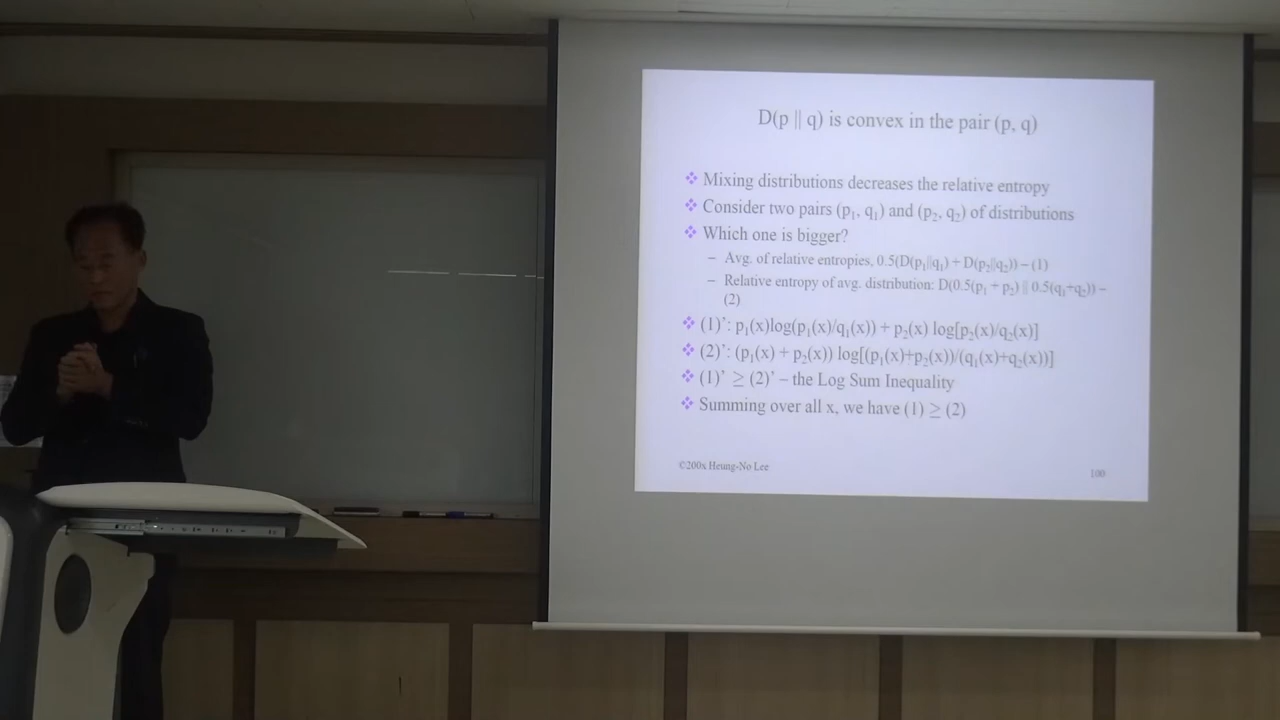 D(p || q) is convex in the pair (p, q)
❖ Mixing distributions decreases the relative entropy
❖ Consider two pairs (p₁, q₁) and (p₂, q₂) of distributions
❖ Which one is bigger?
– Avg. of relative entropies, 0.5(D(p₁||q₁) + D(p₂||q₂)) – (1)
– Relative entropy of avg. distribution: D(0.5(p₁ + p₂) || 0.5(q₁+q₂)) –
(2)
❖ (1)’: p₁(x)log(p₁(x)/q₁(x)) + p₂(x) log[p₂(x)/q₂(x)]
❖ (2)’: (p₁(x) + p₂(x)) log[(p₁(x)+p₂(x))/(q₁(x)+q₂(x))]
❖ (1)’ ≥ (2)’ – the Log Sum Inequality
❖ Summing over all x, we have (1) ≥ (2)
©200x Heung-No Lee
100